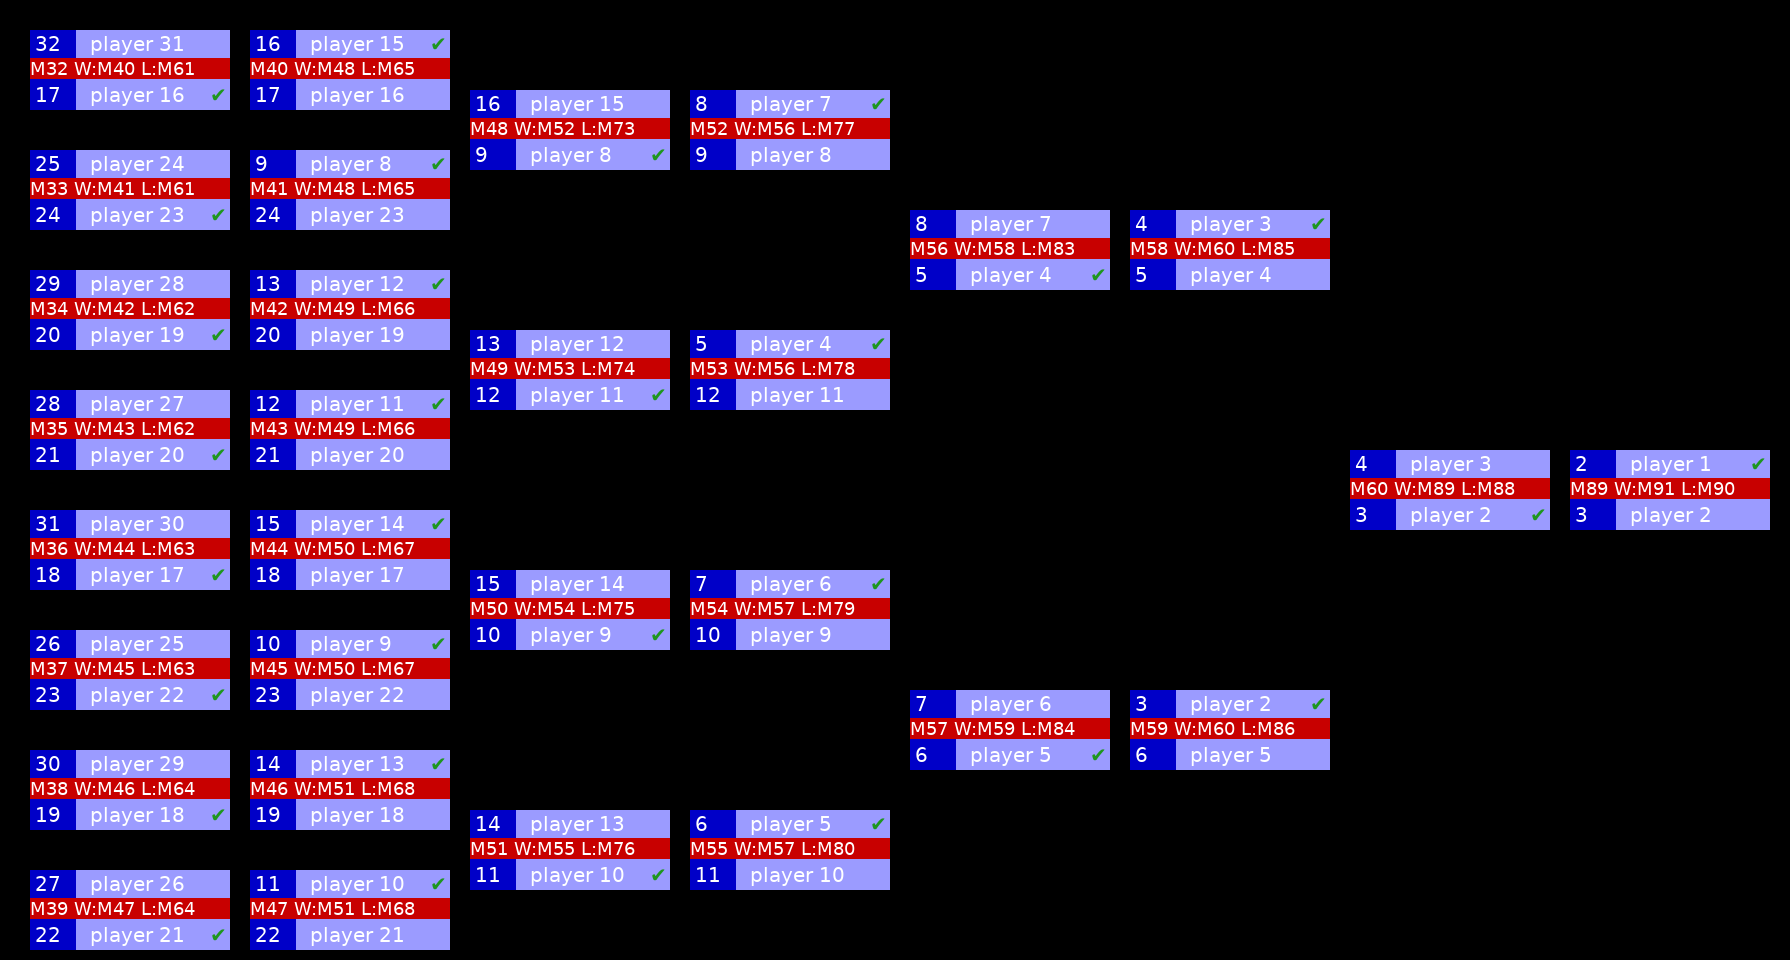 32 player 31
M32 W:M40 L:M61
17 player 16 ✔
25 player 24
M33 W:M41 L:M61
24 player 23 ✔
29 player 28
M34 W:M42 L:M62
20 player 19 ✔
28 player 27
M35 W:M43 L:M62
21 player 20 ✔
31 player 30
M36 W:M44 L:M63
18 player 17 ✔
26 player 25
M37 W:M45 L:M63
23 player 22 ✔
30 player 29
M38 W:M46 L:M64
19 player 18 ✔
27 player 26
M39 W:M47 L:M64
22 player 21 ✔
16 player 15 ✔
M40 W:M48 L:M65
17 player 16
9 player 8 ✔
M41 W:M48 L:M65
24 player 23
13 player 12 ✔
M42 W:M49 L:M66
20 player 19
12 player 11 ✔
M43 W:M49 L:M66
21 player 20
15 player 14 ✔
M44 W:M50 L:M67
18 player 17
10 player 9 ✔
M45 W:M50 L:M67
23 player 22
14 player 13 ✔
M46 W:M51 L:M68
19 player 18
11 player 10 ✔
M47 W:M51 L:M68
22 player 21
16 player 15
M48 W:M52 L:M73
9 player 8 ✔
13 player 12
M49 W:M53 L:M74
12 player 11 ✔
15 player 14
M50 W:M54 L:M75
10 player 9 ✔
14 player 13
M51 W:M55 L:M76
11 player 10 ✔
8 player 7 ✔
M52 W:M56 L:M77
9 player 8
5 player 4 ✔
M53 W:M56 L:M78
12 player 11
7 player 6 ✔
M54 W:M57 L:M79
10 player 9
6 player 5 ✔
M55 W:M57 L:M80
11 player 10
8 player 7
M56 W:M58 L:M83
5 player 4 ✔
7 player 6
M57 W:M59 L:M84
6 player 5 ✔
4 player 3 ✔
M58 W:M60 L:M85
5 player 4
3 player 2 ✔
M59 W:M60 L:M86
6 player 5
4 player 3
M60 W:M89 L:M88
3 player 2 ✔
2 player 1 ✔
M89 W:M91 L:M90
3 player 2